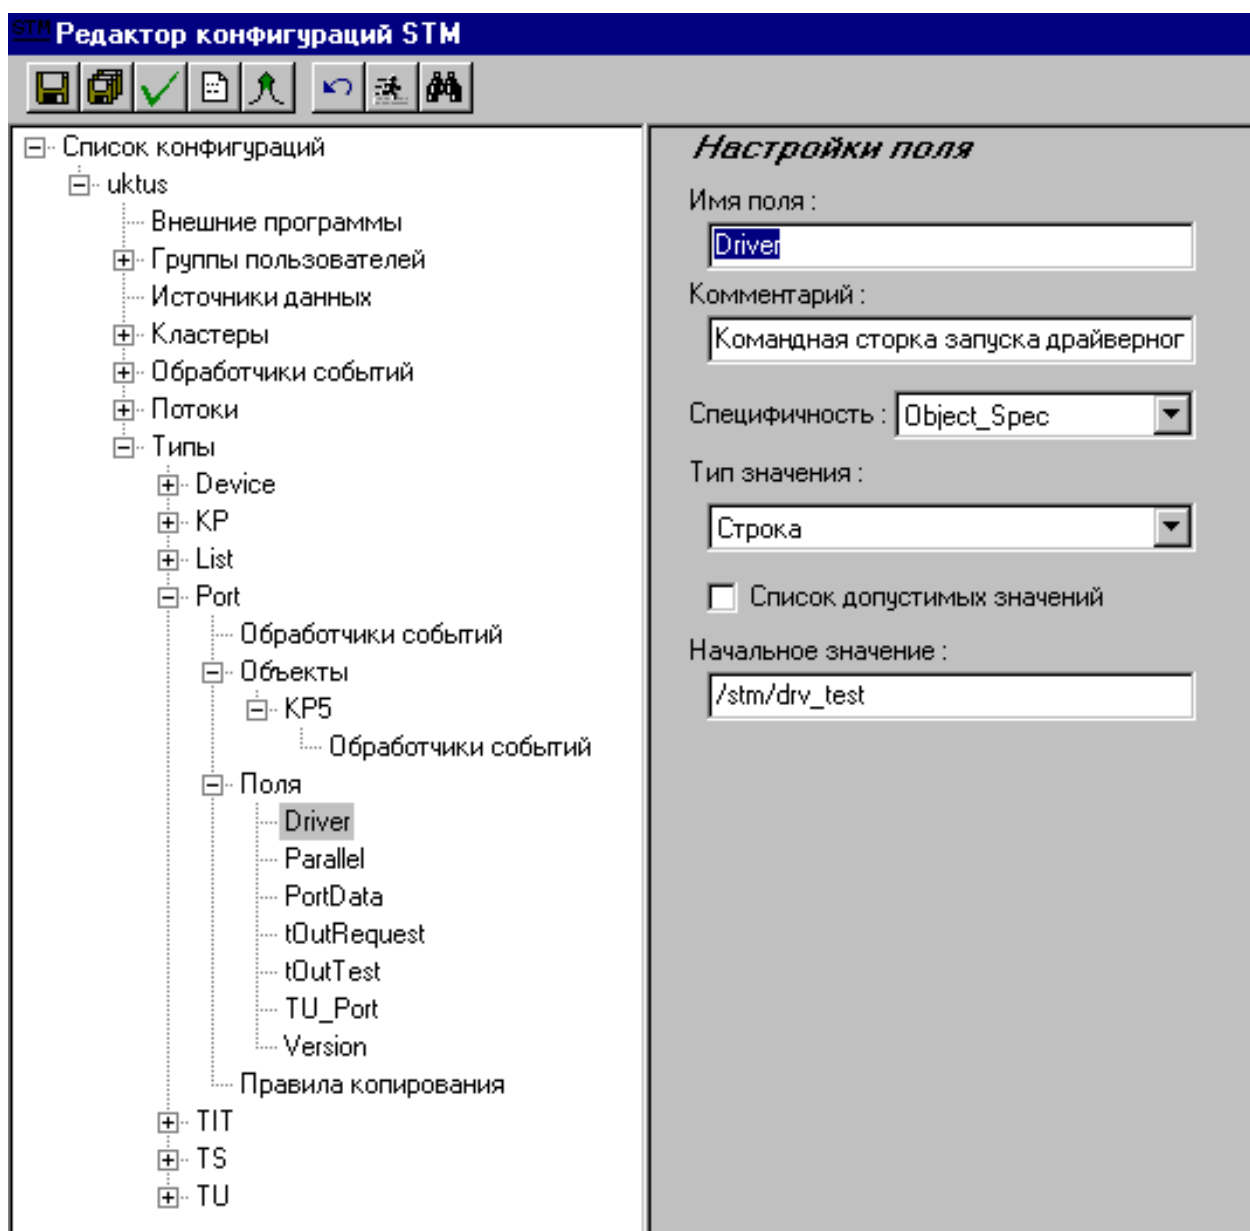 STM Редактор конфигураций STM
Список конфигураций
uktus
Внешние программы
Группы пользователей
Источники данных
Кластеры
Обработчики событий
Потоки
Типы
Device
KP
List
Port
Обработчики событий
Объекты
KP5
Обработчики событий
Поля
Driver
Parallel
PortData
tOutRequest
tOutTest
TU_Port
Version
Правила копирования
TIT
TS
TU
Настройки поля
Имя поля :
Driver
Комментарий :
Командная сторка запуска драйверног
Специфичность : Object_Spec
Тип значения :
Строка
Список допустимых значений
Начальное значение :
/stm/drv_test